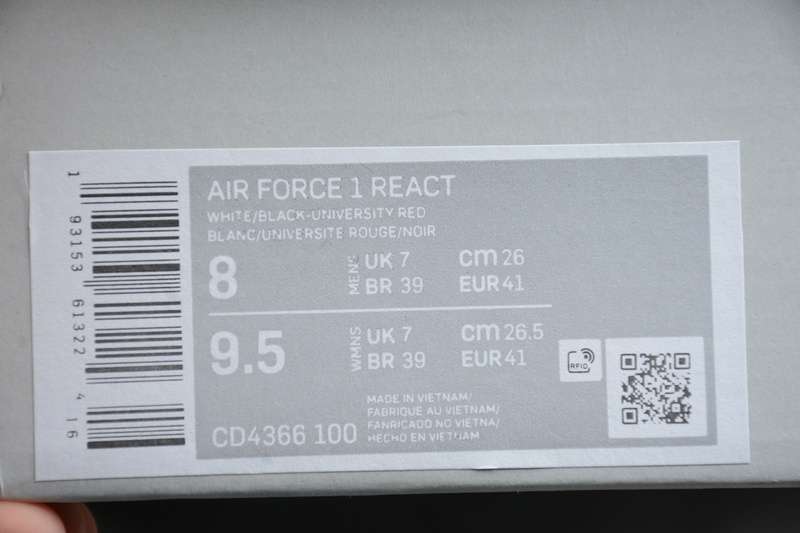 AIR FORCE 1 REACT
WHITE/BLACK-UNIVERSITY RED
BLANC/UNIVERSITE ROUGE/NOIR
8 MENS UK 7 cm 26
BR 39 EUR 41
9.5 WMNS UK 7 cm 26.5
BR 39 EUR 41
RFID
MADE IN VIETNAM/
FABRIQUE AU VIETNA/
FANRICADO NO VIETNA/
HECHO EN VIETNAM
CD4366 100
1 93153 61322 4 16